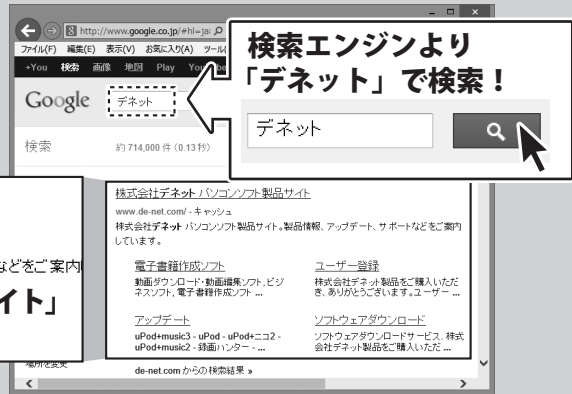 http://www.google.co.jp/#hl=ja
ファイル(F) 編集(E) 表示(V) お気に入り(A) ツール(
+You 検索 画像 地図 Play
Google
デネット
検索エンジンより
「デネット」で検索！
デネット
検索
約 714,000 件 (0.13 秒)
株式会社デネット パソコンソフト製品サイト
www.de-net.com/ - キャッシュ
株式会社デネット パソコンソフト製品サイト。製品情報、アップデート、サポートなどをご案内
しています。
電子書籍作成ソフト
動画ダウンロード・動画編集ソフト, ビジ
ネスソフト, 電子書籍作成ソフト ...
ユーザー登録
株式会社デネット製品をご購入いただ
き、ありがとうございます。ユーザー ...
アップデート
uPod+music3 - uPod - uPod+ニコ2 -
uPod+music2 - 録画ハンター - ...
ソフトウェアダウンロード
ソフトウェアダウンロードサービス. 株式
会社デネット製品をご購入いただ ...
などをご案内
イト」
場所を変更
de-net.com からの検索結果 »